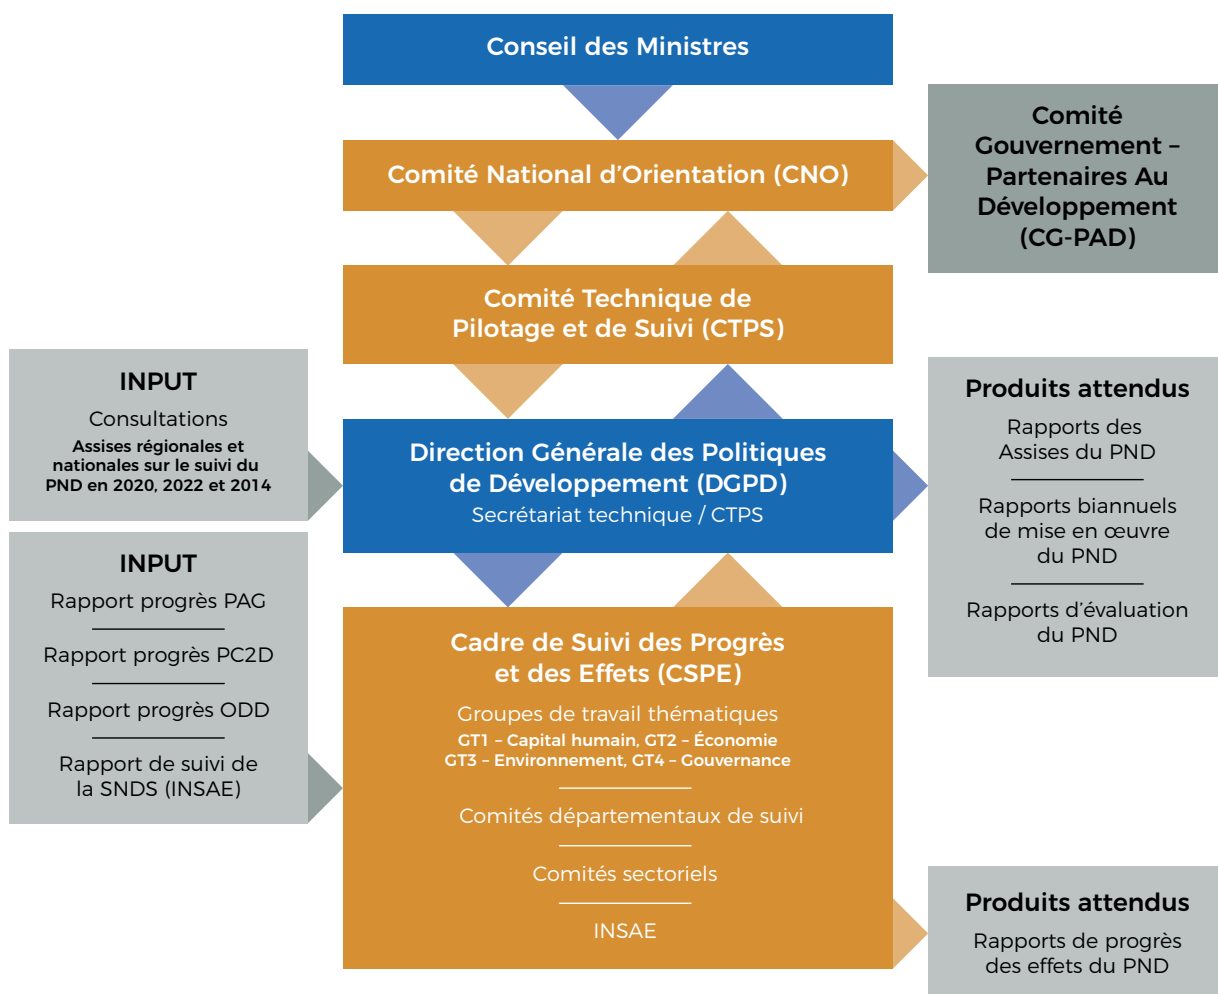 Conseil des Ministres
Comité National d'Orientation (CNO)
Comité
Gouvernement –
Partenaires Au
Développement
(CG-PAD)
Comité Technique de
Pilotage et de Suivi (CTPS)
INPUT
Consultations
Assises régionales et
nationales sur le suivi du
PND en 2020, 2022 et 2014
Direction Générale des Politiques
de Développement (DGPD)
Secrétariat technique / CTPS
Produits attendus
Rapports des
Assises du PND
Rapports biannuels
de mise en œuvre
du PND
Rapports d'évaluation
du PND
INPUT
Rapport progrès PAG
Rapport progrès PC2D
Rapport progrès ODD
Rapport de suivi de
la SNDS (INSAE)
Cadre de Suivi des Progrès
et des Effets (CSPE)
Groupes de travail thématiques
GT1 – Capital humain, GT2 – Économie
GT3 – Environnement, GT4 – Gouvernance
Comités départementaux de suivi
Comités sectoriels
INSAE
Produits attendus
Rapports de progrès
des effets du PND